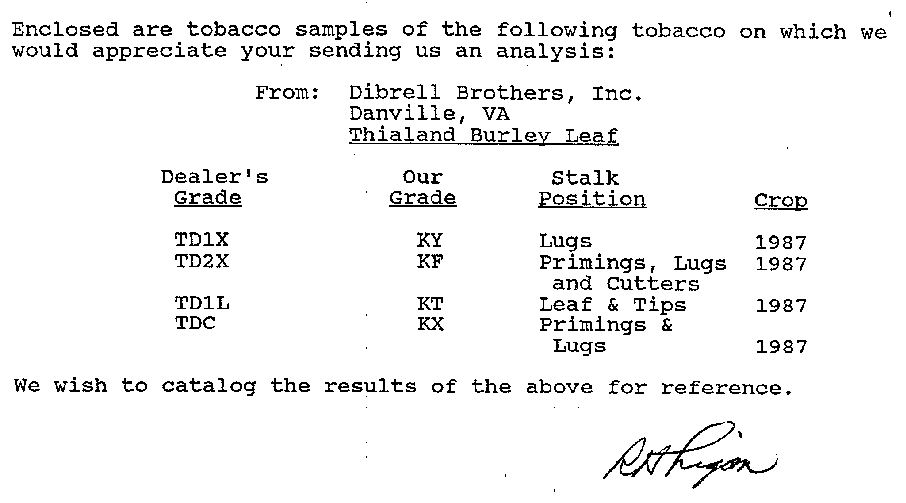 Enclosed are tobacco samples of the following tobacco on which we
would appreciate your sending us an analysis:
From: Dibrell Brothers, Inc.
Danville, VA
Thialand Burley Leaf
Dealer's Our Stalk
Grade Grade Position Crop
TD1X KY Lugs 1987
TD2X KF Primings, Lugs 1987
and Cutters
TD1L KT Leaf & Tips 1987
TDC KX Primings &
Lugs 1987
We wish to catalog the results of the above for reference.